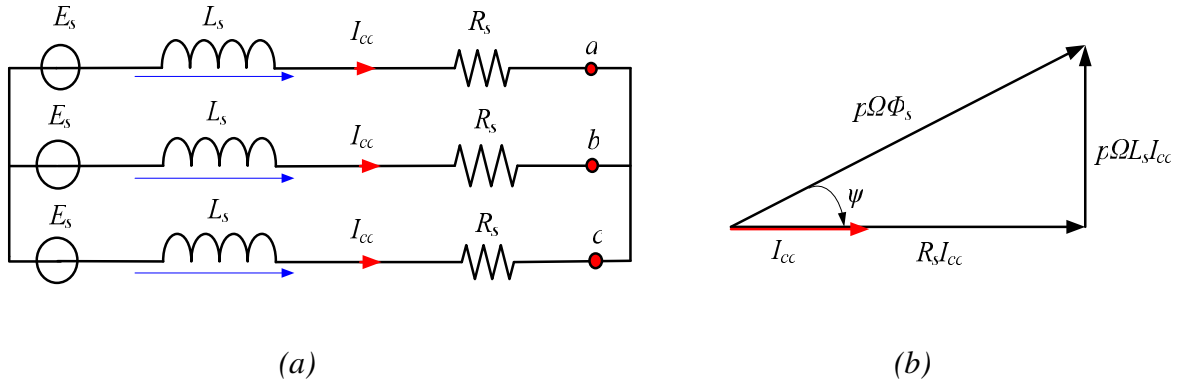 E_s L_s I_cc R_s a
E_s L_s I_cc R_s b
E_s L_s I_cc R_s c
pΩΦ_s
pΩL_sI_cc
ψ
I_cc R_sI_cc
(a) (b)